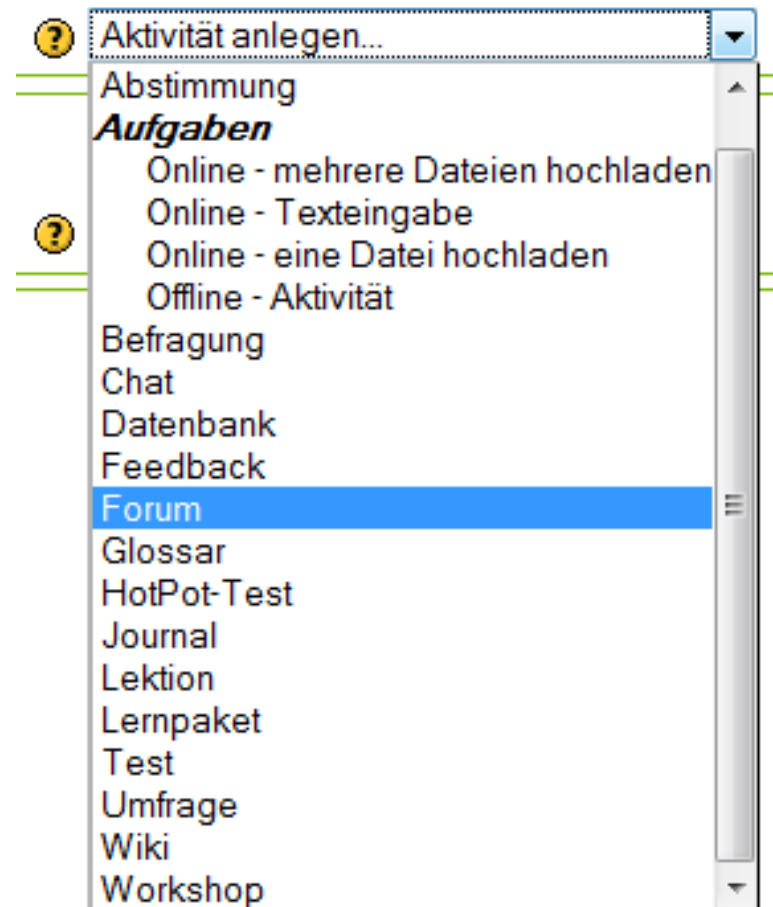 Aktivität anlegen...
Abstimmung
Aufgaben
Online - mehrere Dateien hochladen
Online - Texteingabe
Online - eine Datei hochladen
Offline - Aktivität
Befragung
Chat
Datenbank
Feedback
Forum
Glossar
HotPot-Test
Journal
Lektion
Lernpaket
Test
Umfrage
Wiki
Workshop